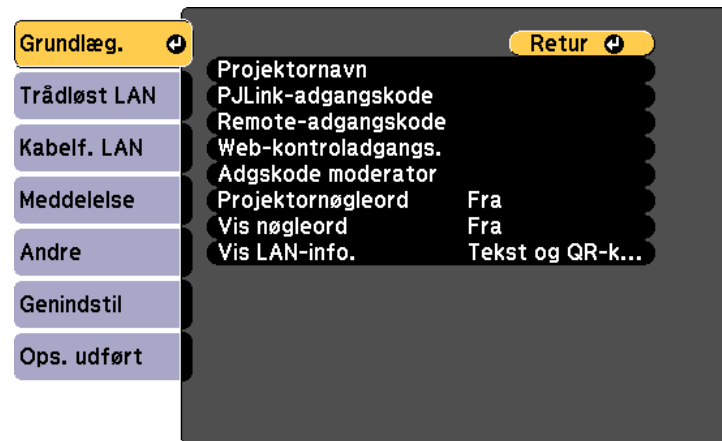 Grundlæg.
Trådløst LAN
Kabelf. LAN
Meddelelse
Andre
Genindstil
Ops. udført
Retur
Projektornavn
PJLink-adgangskode
Remote-adgangskode
Web-kontroladgangs.
Adgskode moderator
Projektornøgleord Fra
Vis nøgleord Fra
Vis LAN-info. Tekst og QR-k...